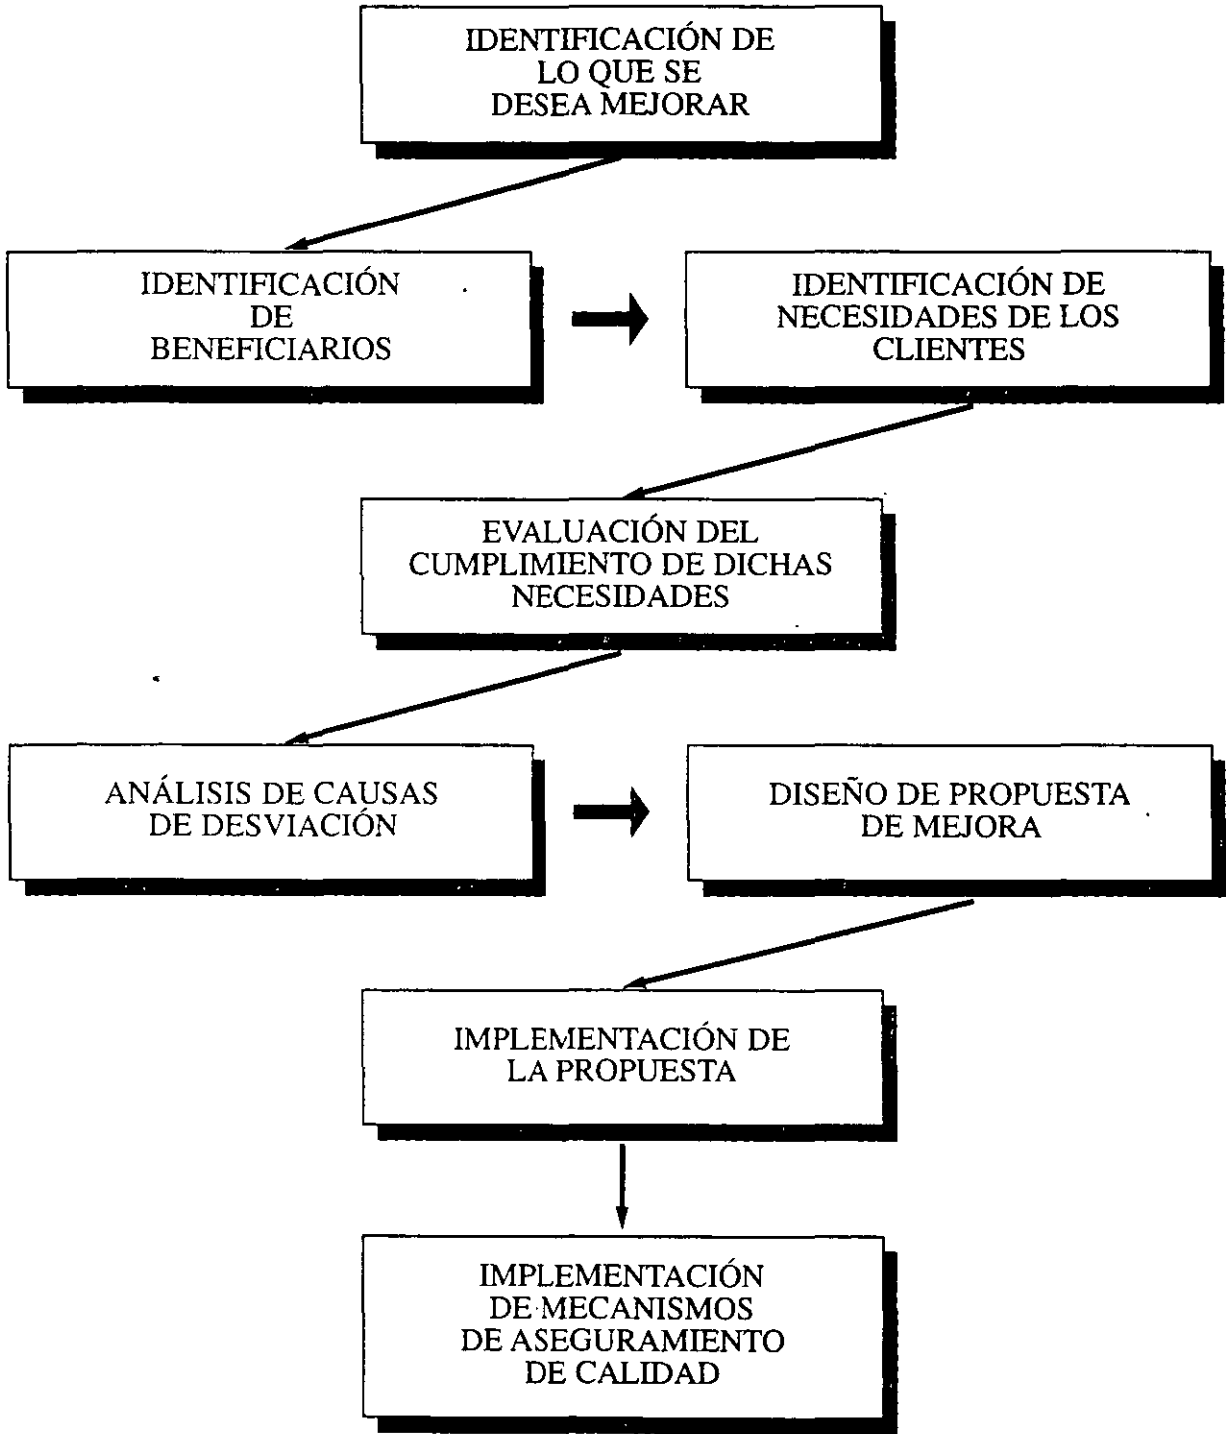 IDENTIFICACIÓN DE
LO QUE SE
DESEA MEJORAR
IDENTIFICACIÓN
DE
BENEFICIARIOS
IDENTIFICACIÓN DE
NECESIDADES DE LOS
CLIENTES
EVALUACIÓN DEL
CUMPLIMIENTO DE DICHAS
NECESIDADES
ANÁLISIS DE CAUSAS
DE DESVIACIÓN
DISEÑO DE PROPUESTA
DE MEJORA
IMPLEMENTACIÓN DE
LA PROPUESTA
IMPLEMENTACIÓN
DE MECANISMOS
DE ASEGURAMIENTO
DE CALIDAD